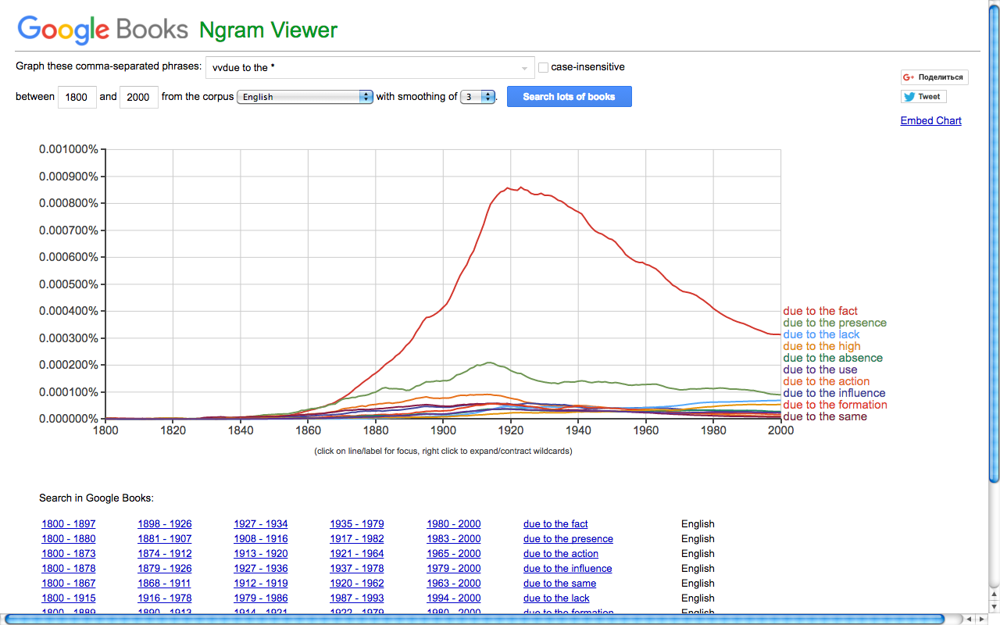 Google Books Ngram Viewer
Graph these comma-separated phrases: vvdue to the * case-insensitive
between 1800 and 2000 from the corpus English with smoothing of 3 . Search lots of books
Поделиться
Tweet
Embed Chart
0.001000%
0.000900%
0.000800%
0.000700%
0.000600%
0.000500%
0.000400%
0.000300%
0.000200%
0.000100%
0.000000%
1800 1820 1840 1860 1880 1900 1920 1940 1960 1980 2000
due to the fact
due to the presence
due to the lack
due to the high
due to the absence
due to the use
due to the action
due to the influence
due to the formation
due to the same
(click on line/label for focus, right click to expand/contract wildcards)
Search in Google Books:
1800 - 1897 1898 - 1926 1927 - 1934 1935 - 1979 1980 - 2000 due to the fact English
1800 - 1880 1881 - 1907 1908 - 1916 1917 - 1982 1983 - 2000 due to the presence English
1800 - 1873 1874 - 1912 1913 - 1920 1921 - 1964 1965 - 2000 due to the action English
1800 - 1878 1879 - 1926 1927 - 1936 1937 - 1978 1979 - 2000 due to the influence English
1800 - 1867 1868 - 1911 1912 - 1919 1920 - 1962 1963 - 2000 due to the same English
1800 - 1915 1916 - 1978 1979 - 1986 1987 - 1993 1994 - 2000 due to the lack English
1800 - 1889 1890 - 1913 1914 - 1921 1922 - 1979 1980 - 2000 due to the formation English